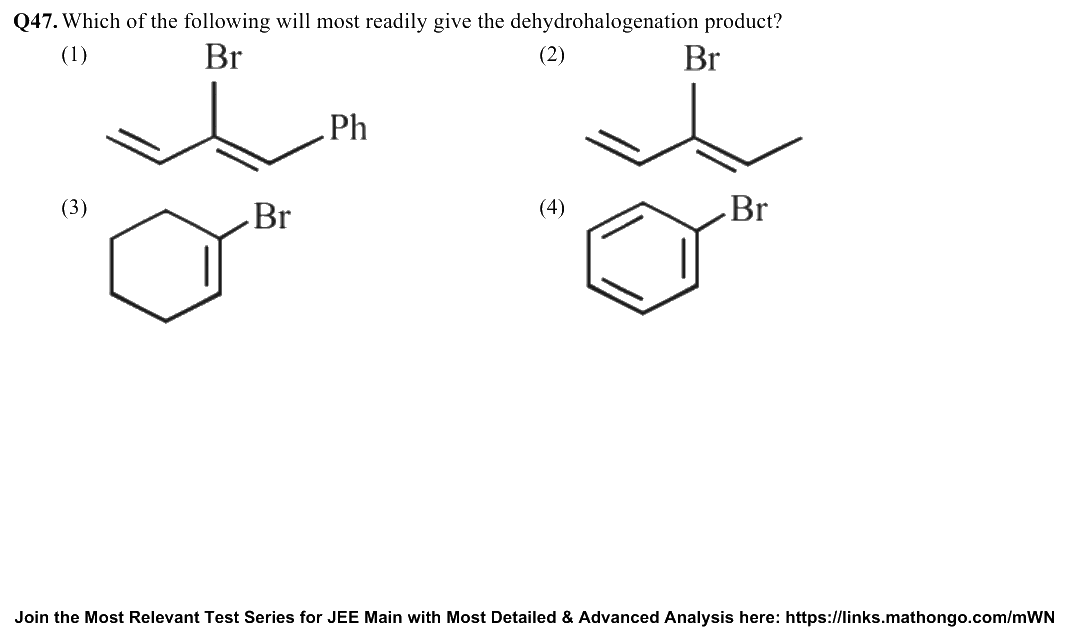 Q47. Which of the following will most readily give the dehydrohalogenation product?
(1) Br (2) Br
Ph
(3) Br (4) Br
Join the Most Relevant Test Series for JEE Main with Most Detailed & Advanced Analysis here: https://links.mathongo.com/mWN